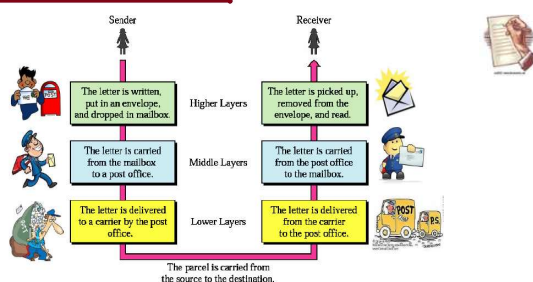 Sender
Receiver
The letter is written,
put in an envelope,
and dropped in mailbox.
Higher Layers
The letter is picked up,
removed from the
envelope, and read.
The letter is carried
from the mailbox
to a post office.
Middle Layers
The letter is carried
from the post office
to the mailbox.
The letter is delivered
to a carrier by the post
office.
Lower Layers
The letter is delivered
from the carrier
to the post office.
POST
P.S.
The parcel is carried from
the source to the destination.